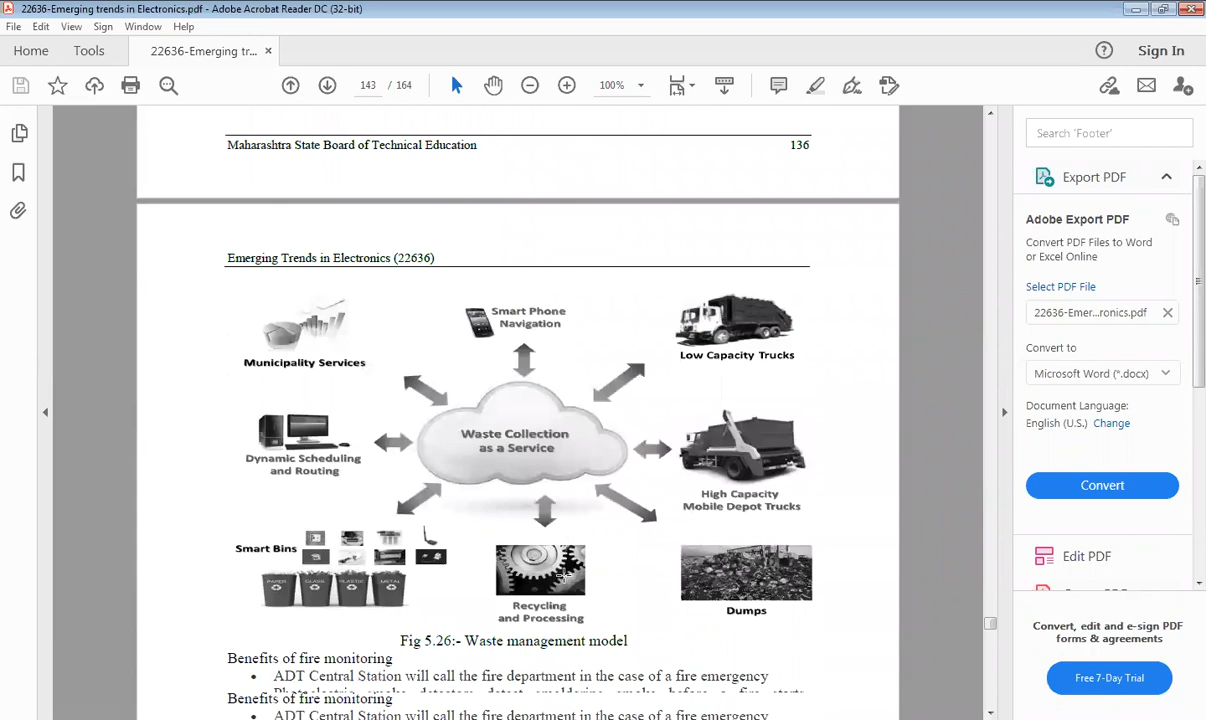 22636-Emerging trends in Electronics.pdf - Adobe Acrobat Reader DC (32-bit)
File Edit View Sign Window Help
Home Tools 22636-Emerging tr... × Sign In
143 / 164 100%
Maharashtra State Board of Technical Education 136
Emerging Trends in Electronics (22636)
Municipality Services
Smart Phone
Navigation
Low Capacity Trucks
Dynamic Scheduling
and Routing
Waste Collection
as a Service
High Capacity
Mobile Depot Trucks
Smart Bins
PAPER GLASS PLASTIC METAL
Recycling
and Processing
Dumps
Fig 5.26:- Waste management model
Benefits of fire monitoring
• ADT Central Station will call the fire department in the case of a fire emergency
Photoelectric smoke detectors detect smoldering smoke before a fire starts
Benefits of fire monitoring
• ADT Central Station will call the fire department in the case of a fire emergency
Search 'Footer'
Export PDF
Adobe Export PDF
Convert PDF Files to Word
or Excel Online
Select PDF File
22636-Emer...ronics.pdf ×
Convert to
Microsoft Word (*.docx)
Document Language:
English (U.S.) Change
Convert
Edit PDF
Convert, edit and e-sign PDF
forms & agreements
Free 7-Day Trial